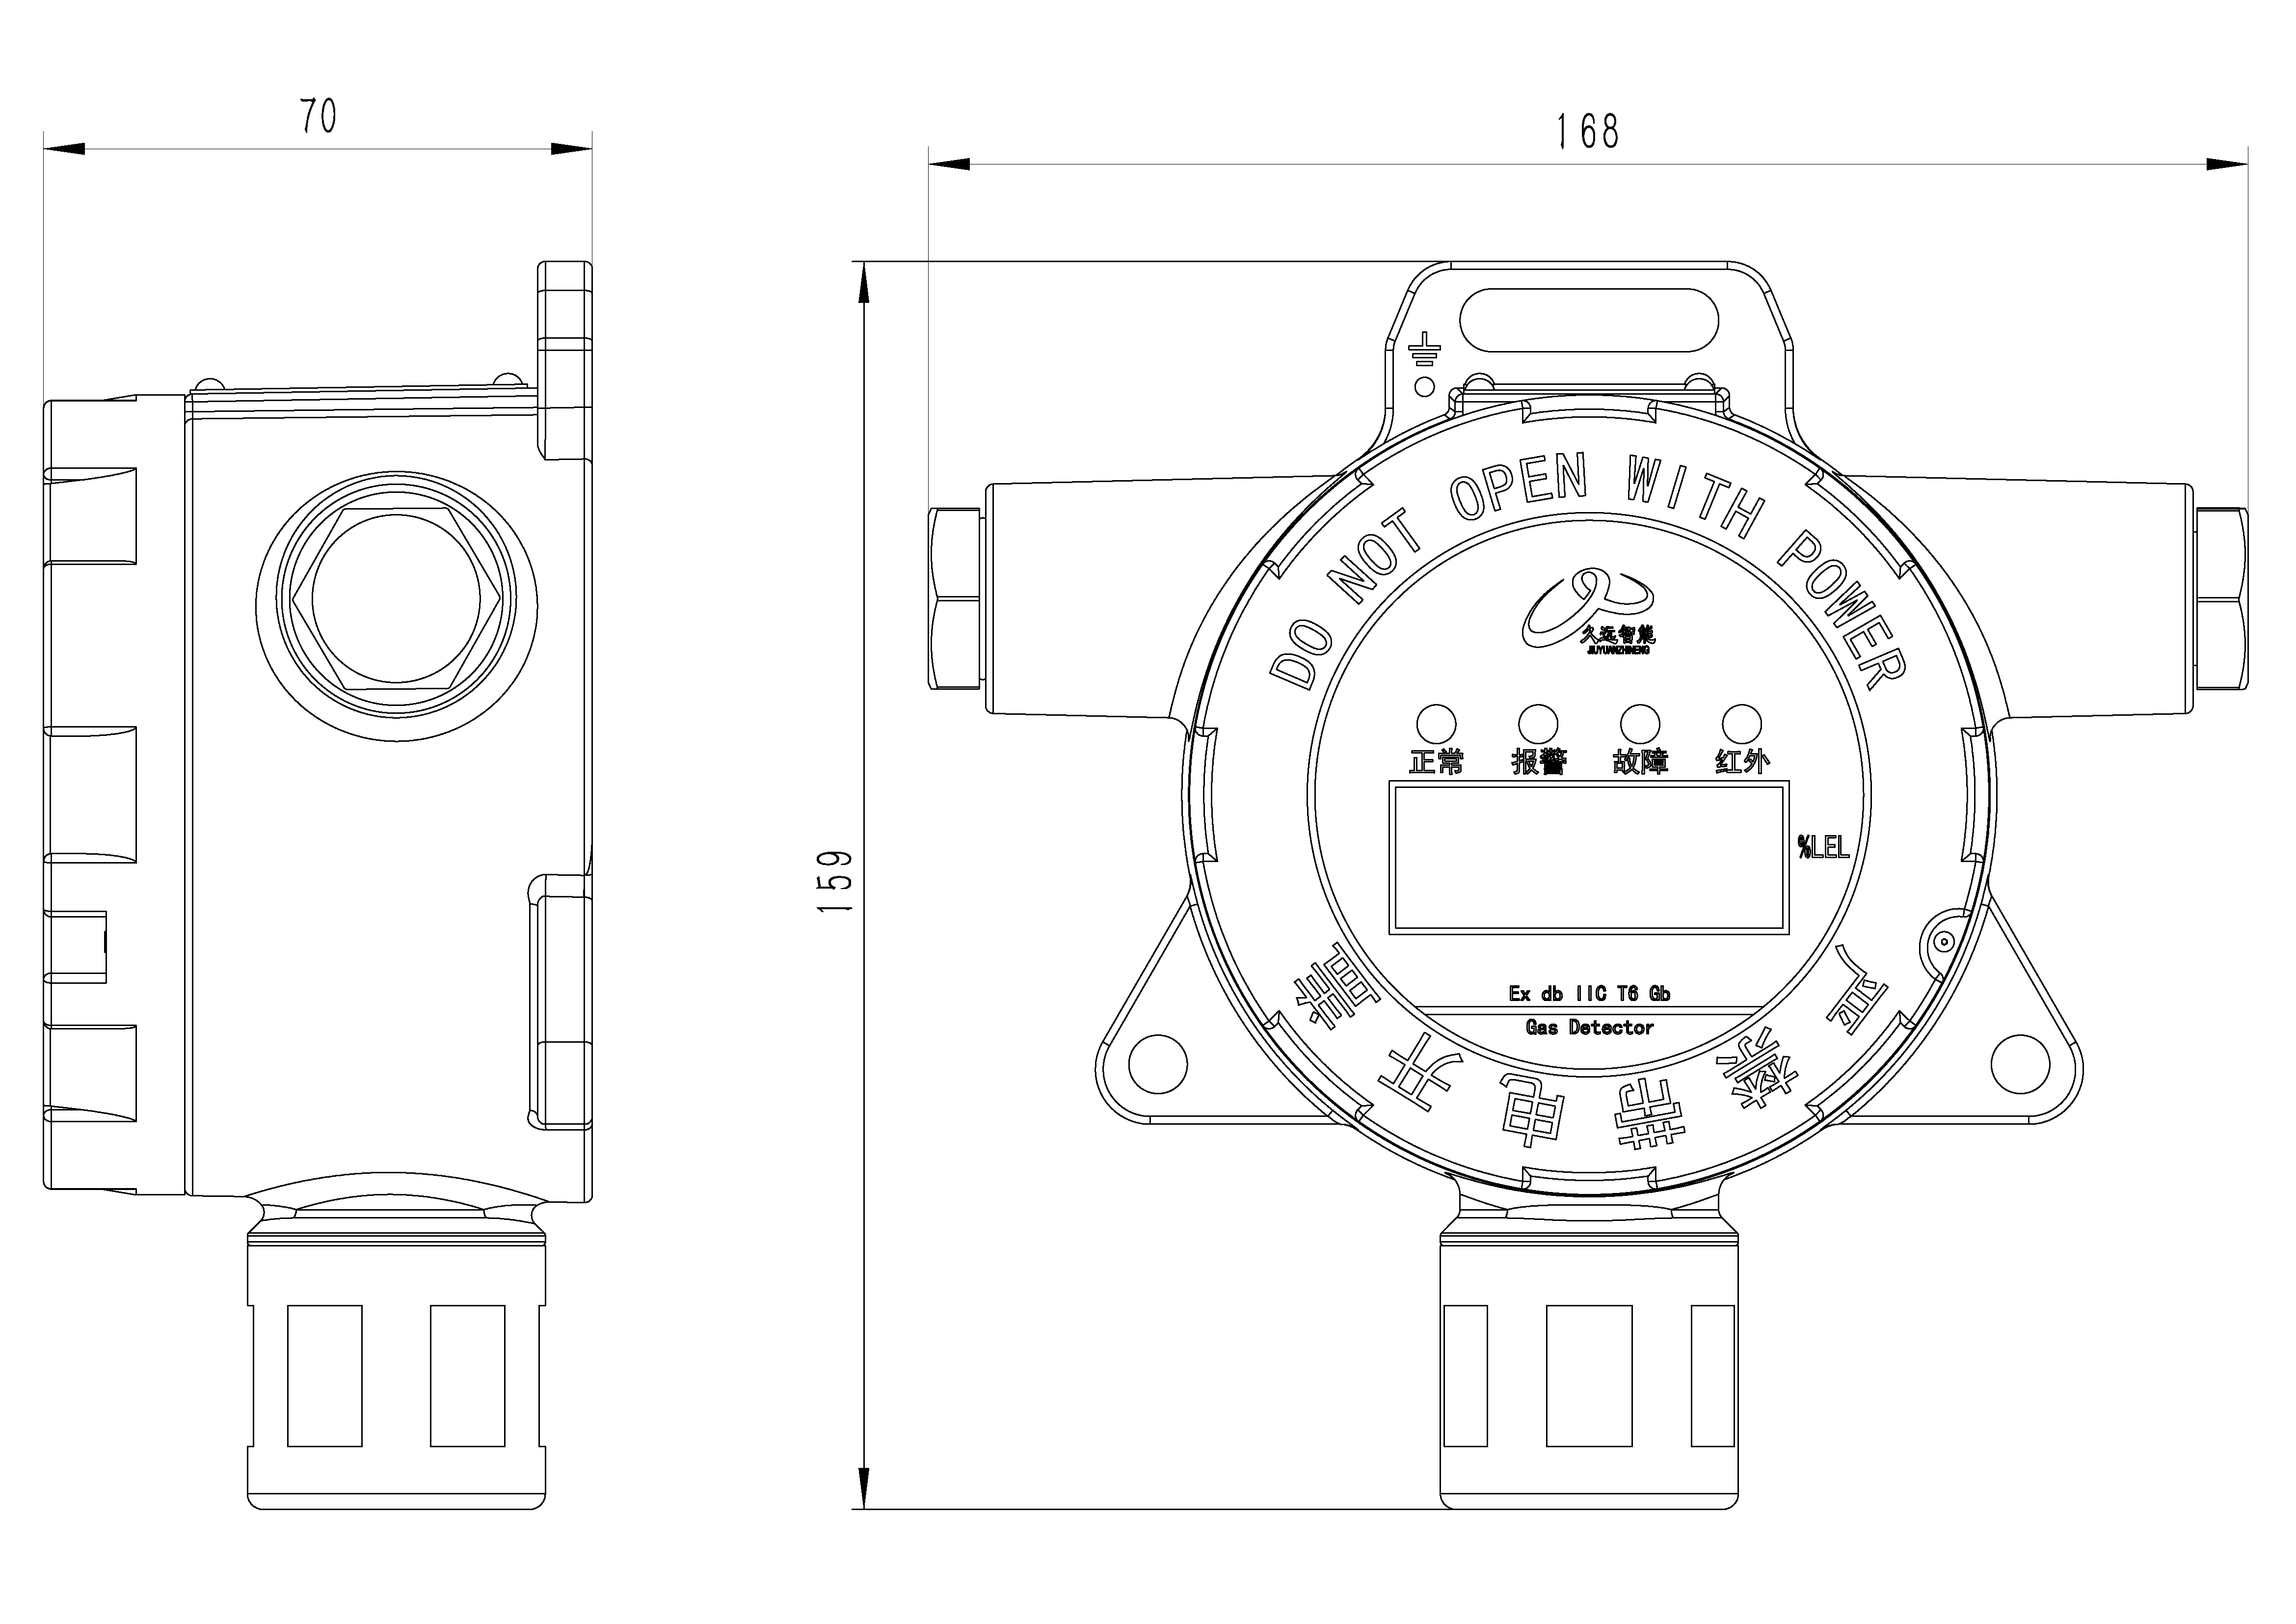 70
168
159
DO NOT OPEN WITH POWER
久远智能
JIUYUANZHINENG
正常 报警 故障 红外
%LEL
Ex db IIC T6 Gb
Gas Detector
严禁带电开盖